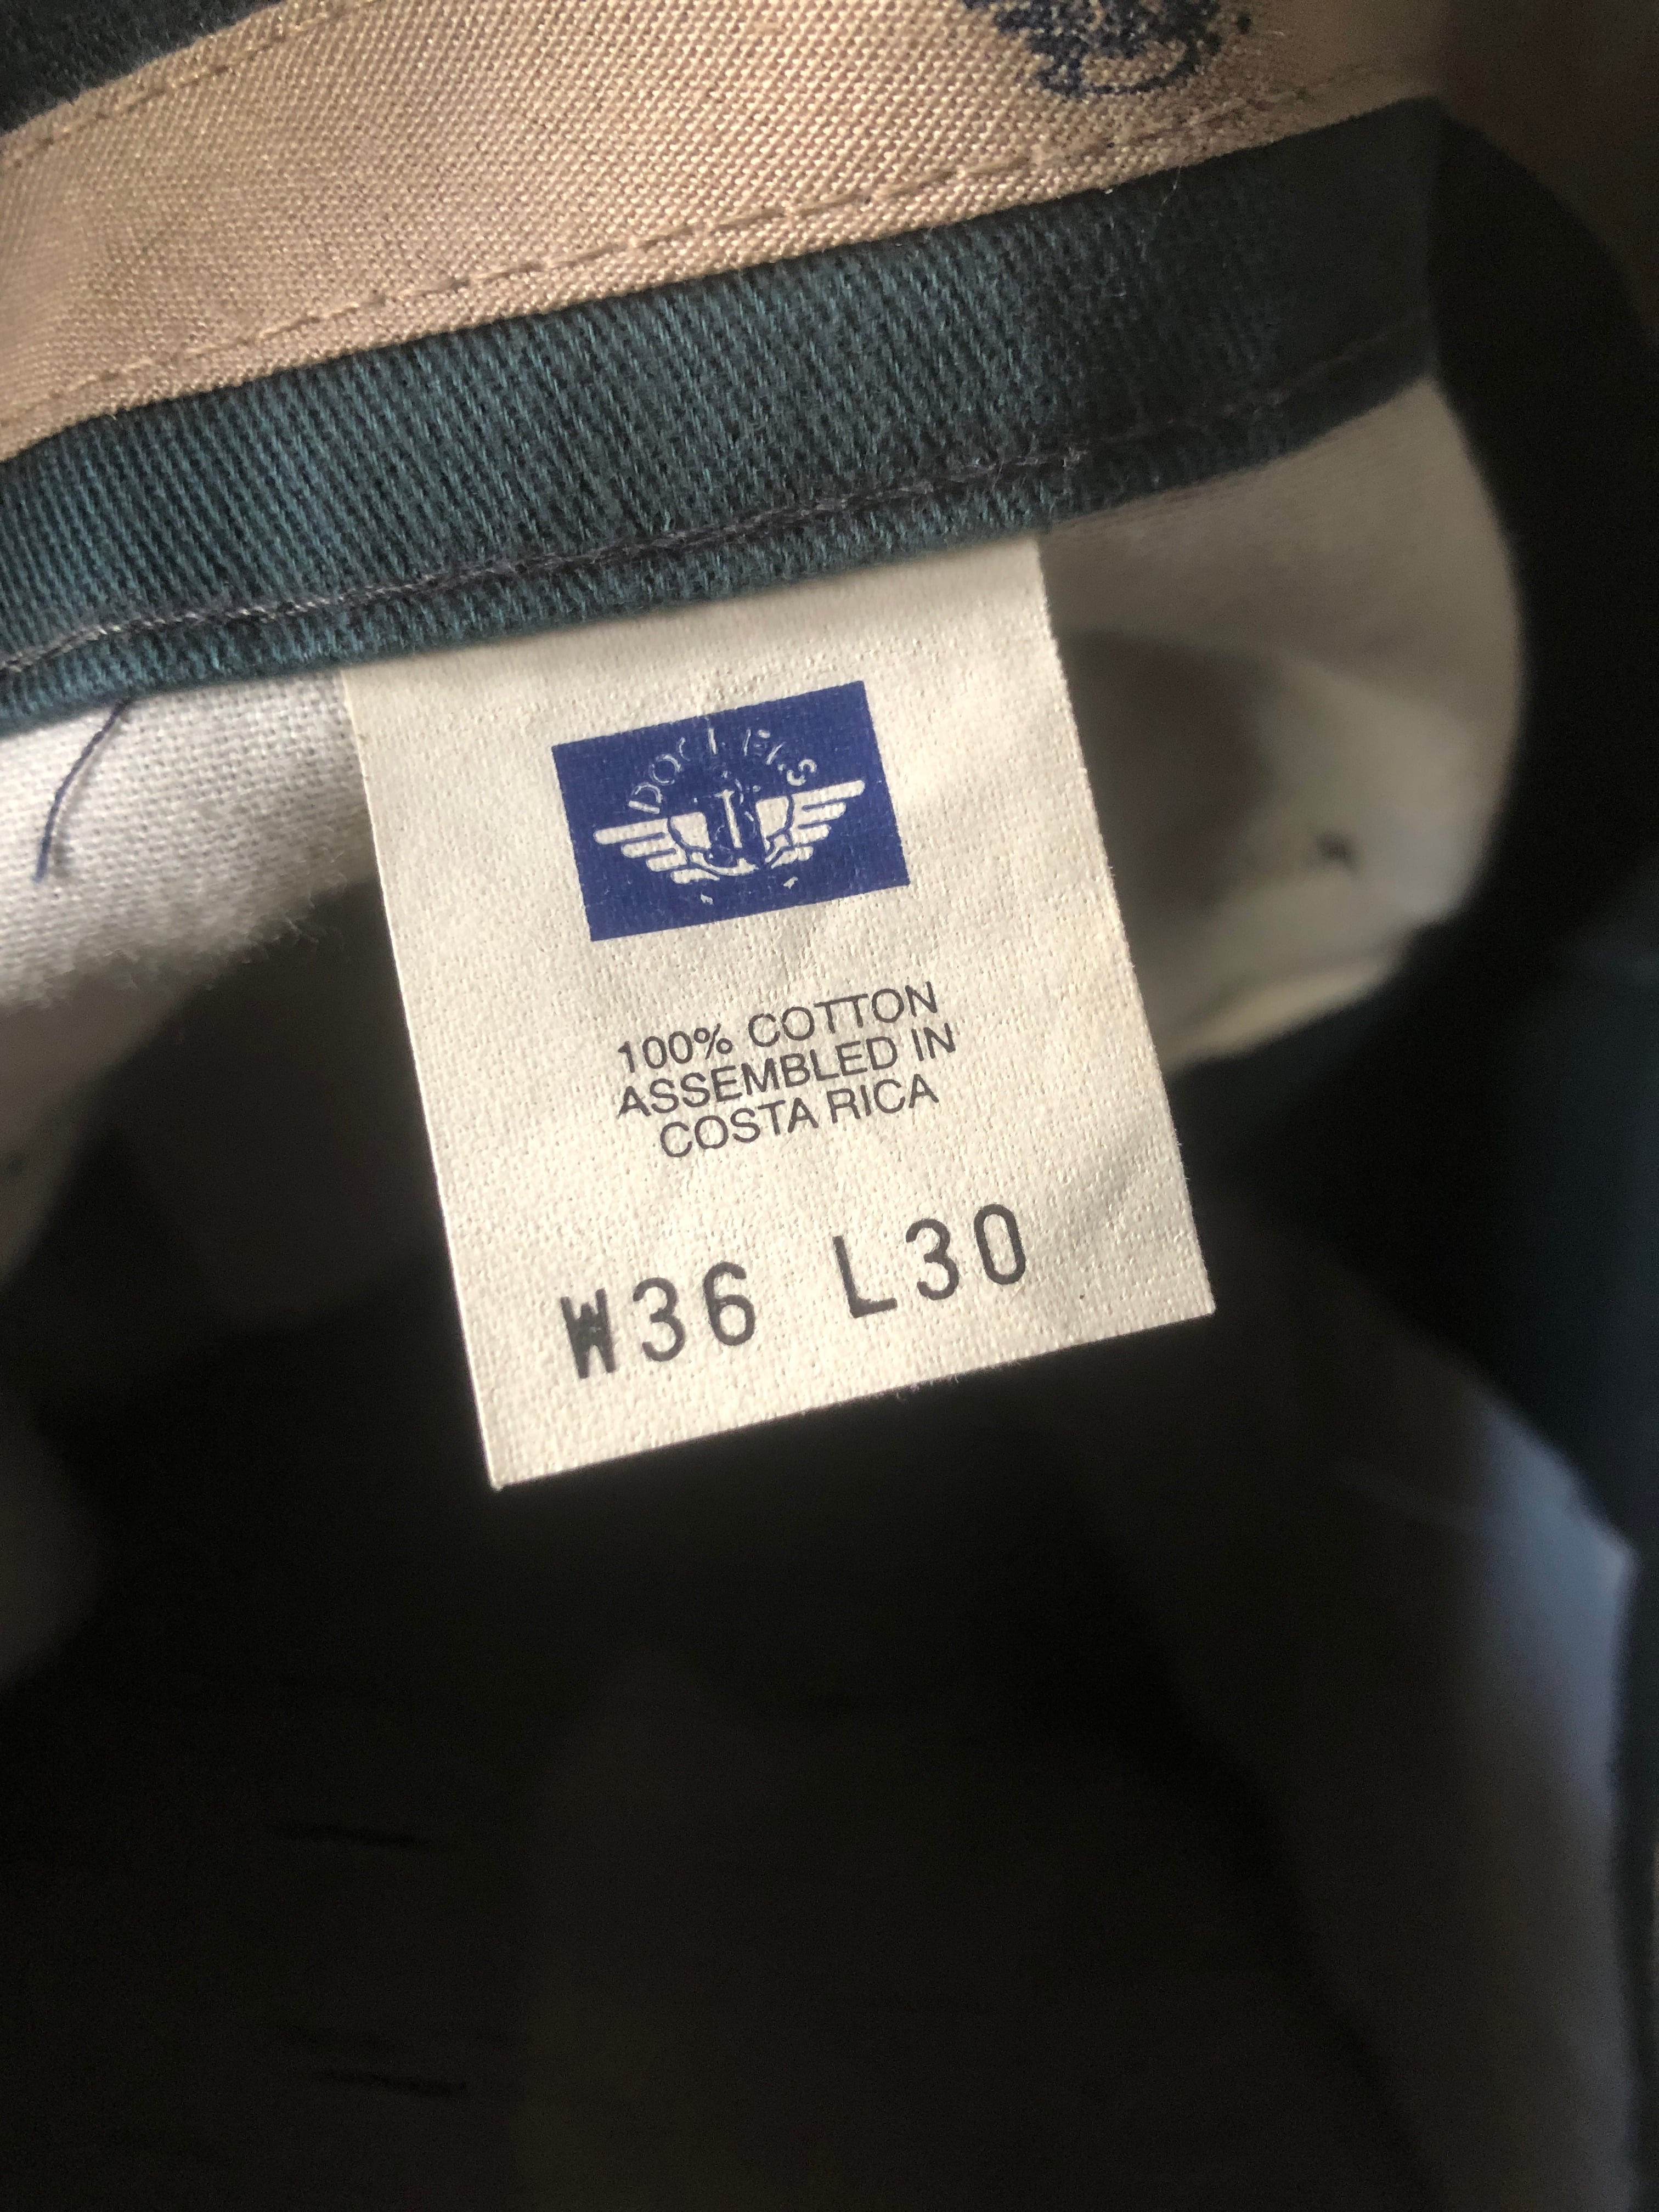 DOCKERS
100% COTTON
ASSEMBLED IN
COSTA RICA
W36 L30